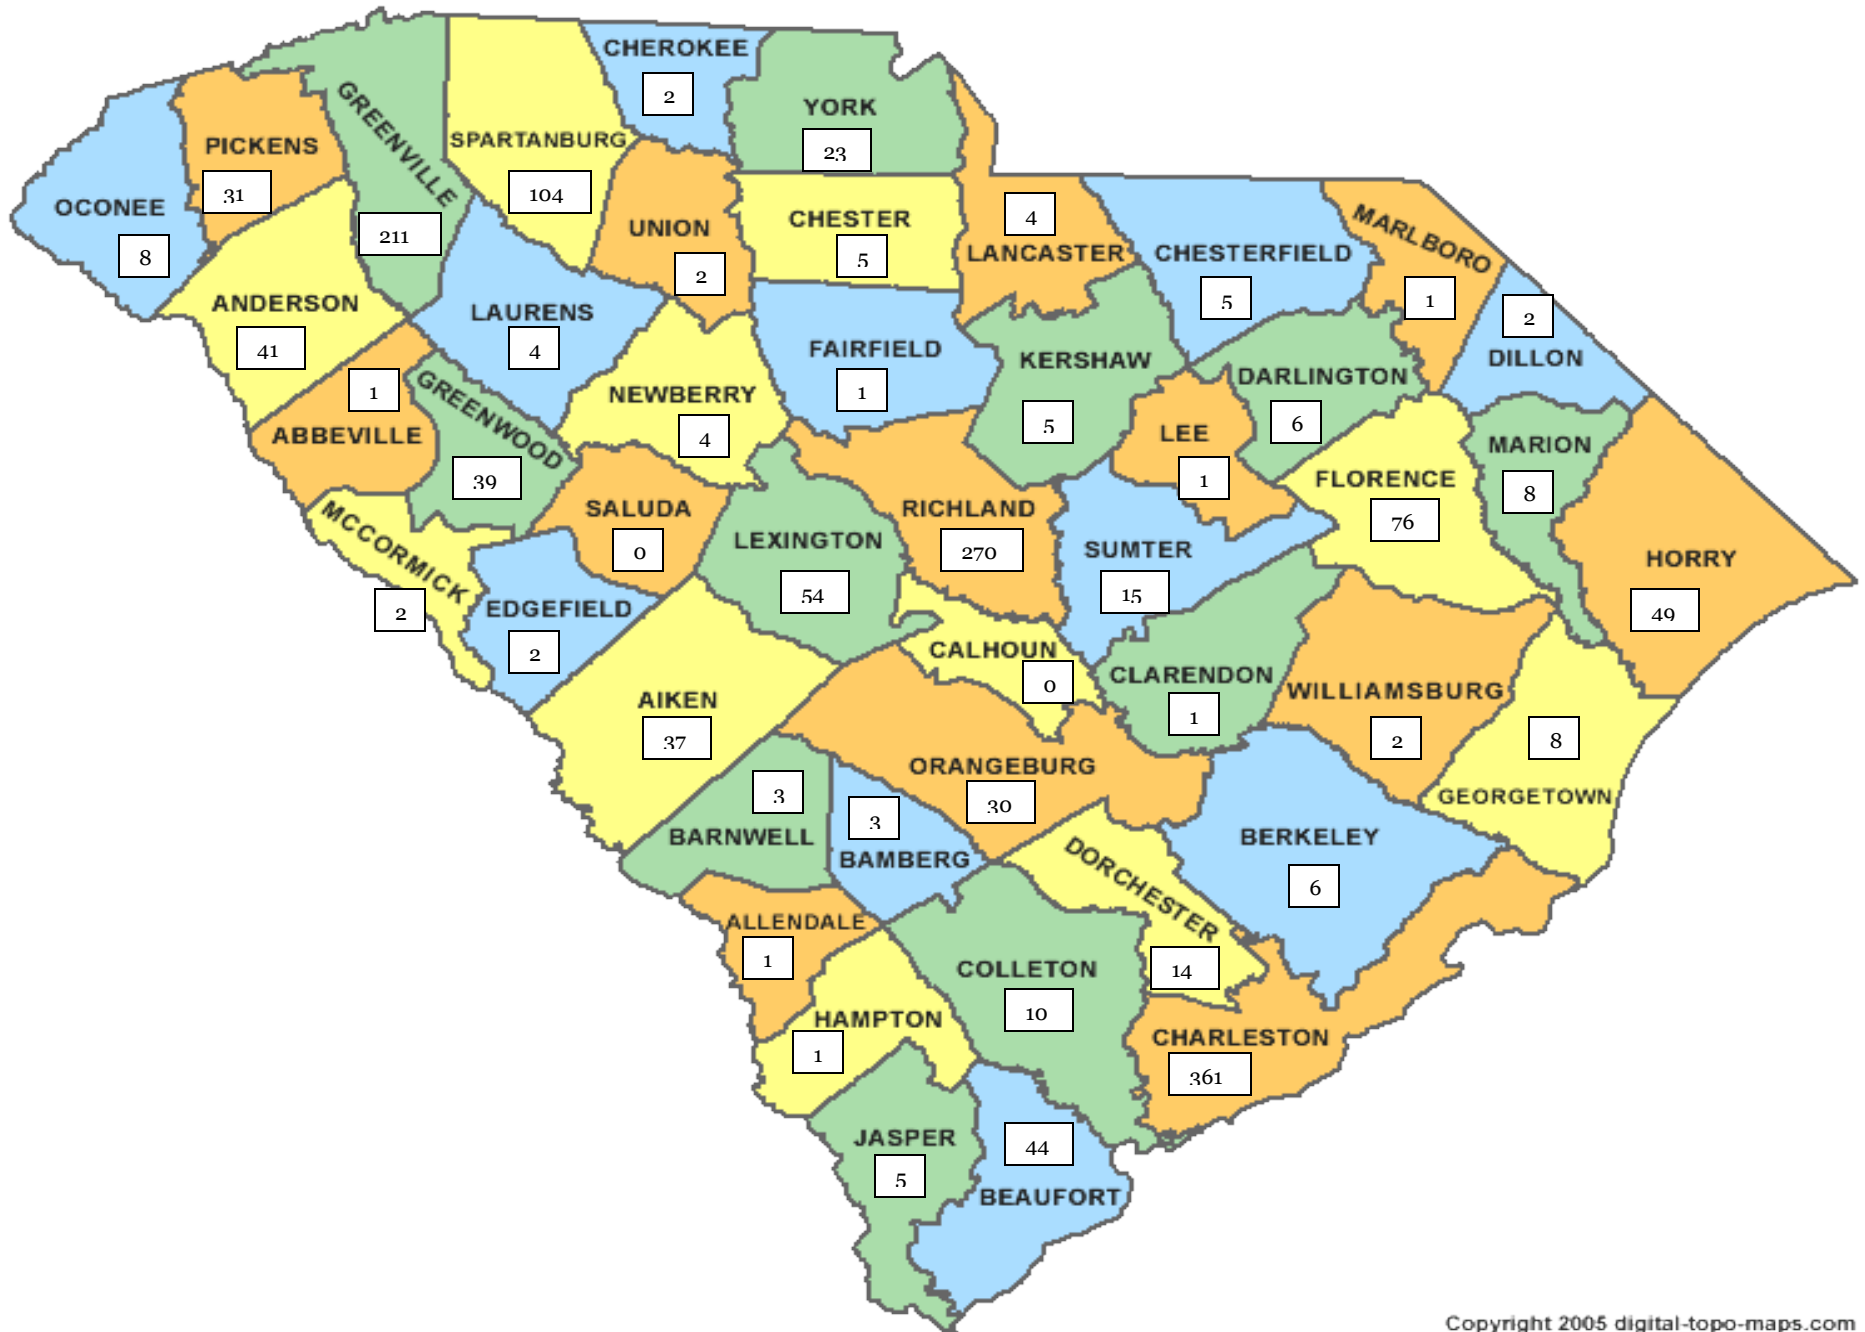 CHEROKEE
2
YORK
23
GREENVILLE
211
SPARTANBURG
104
PICKENS
31
OCONEE
8
UNION
2
CHESTER
5
4
LANCASTER
CHESTERFIELD
5
MARLBORO
1
2
DILLON
ANDERSON
41
LAURENS
4
FAIRFIELD
1
KERSHAW
5
DARLINGTON
6
1
ABBEVILLE
GREENWOOD
39
NEWBERRY
4
LEE
1
MARION
8
FLORENCE
76
SALUDA
0
RICHLAND
270
LEXINGTON
54
SUMTER
15
HORRY
49
MCCORMICK
2
EDGEFIELD
2
CALHOUN
0
CLARENDON
1
WILLIAMSBURG
2
8
GEORGETOWN
AIKEN
37
ORANGEBURG
30
3
BARNWELL
3
BAMBERG
BERKELEY
6
DORCHESTER
14
ALLENDALE
1
COLLETON
10
HAMPTON
1
CHARLESTON
361
JASPER
5
44
BEAUFORT
Copyright 2005 digital-topo-maps.com